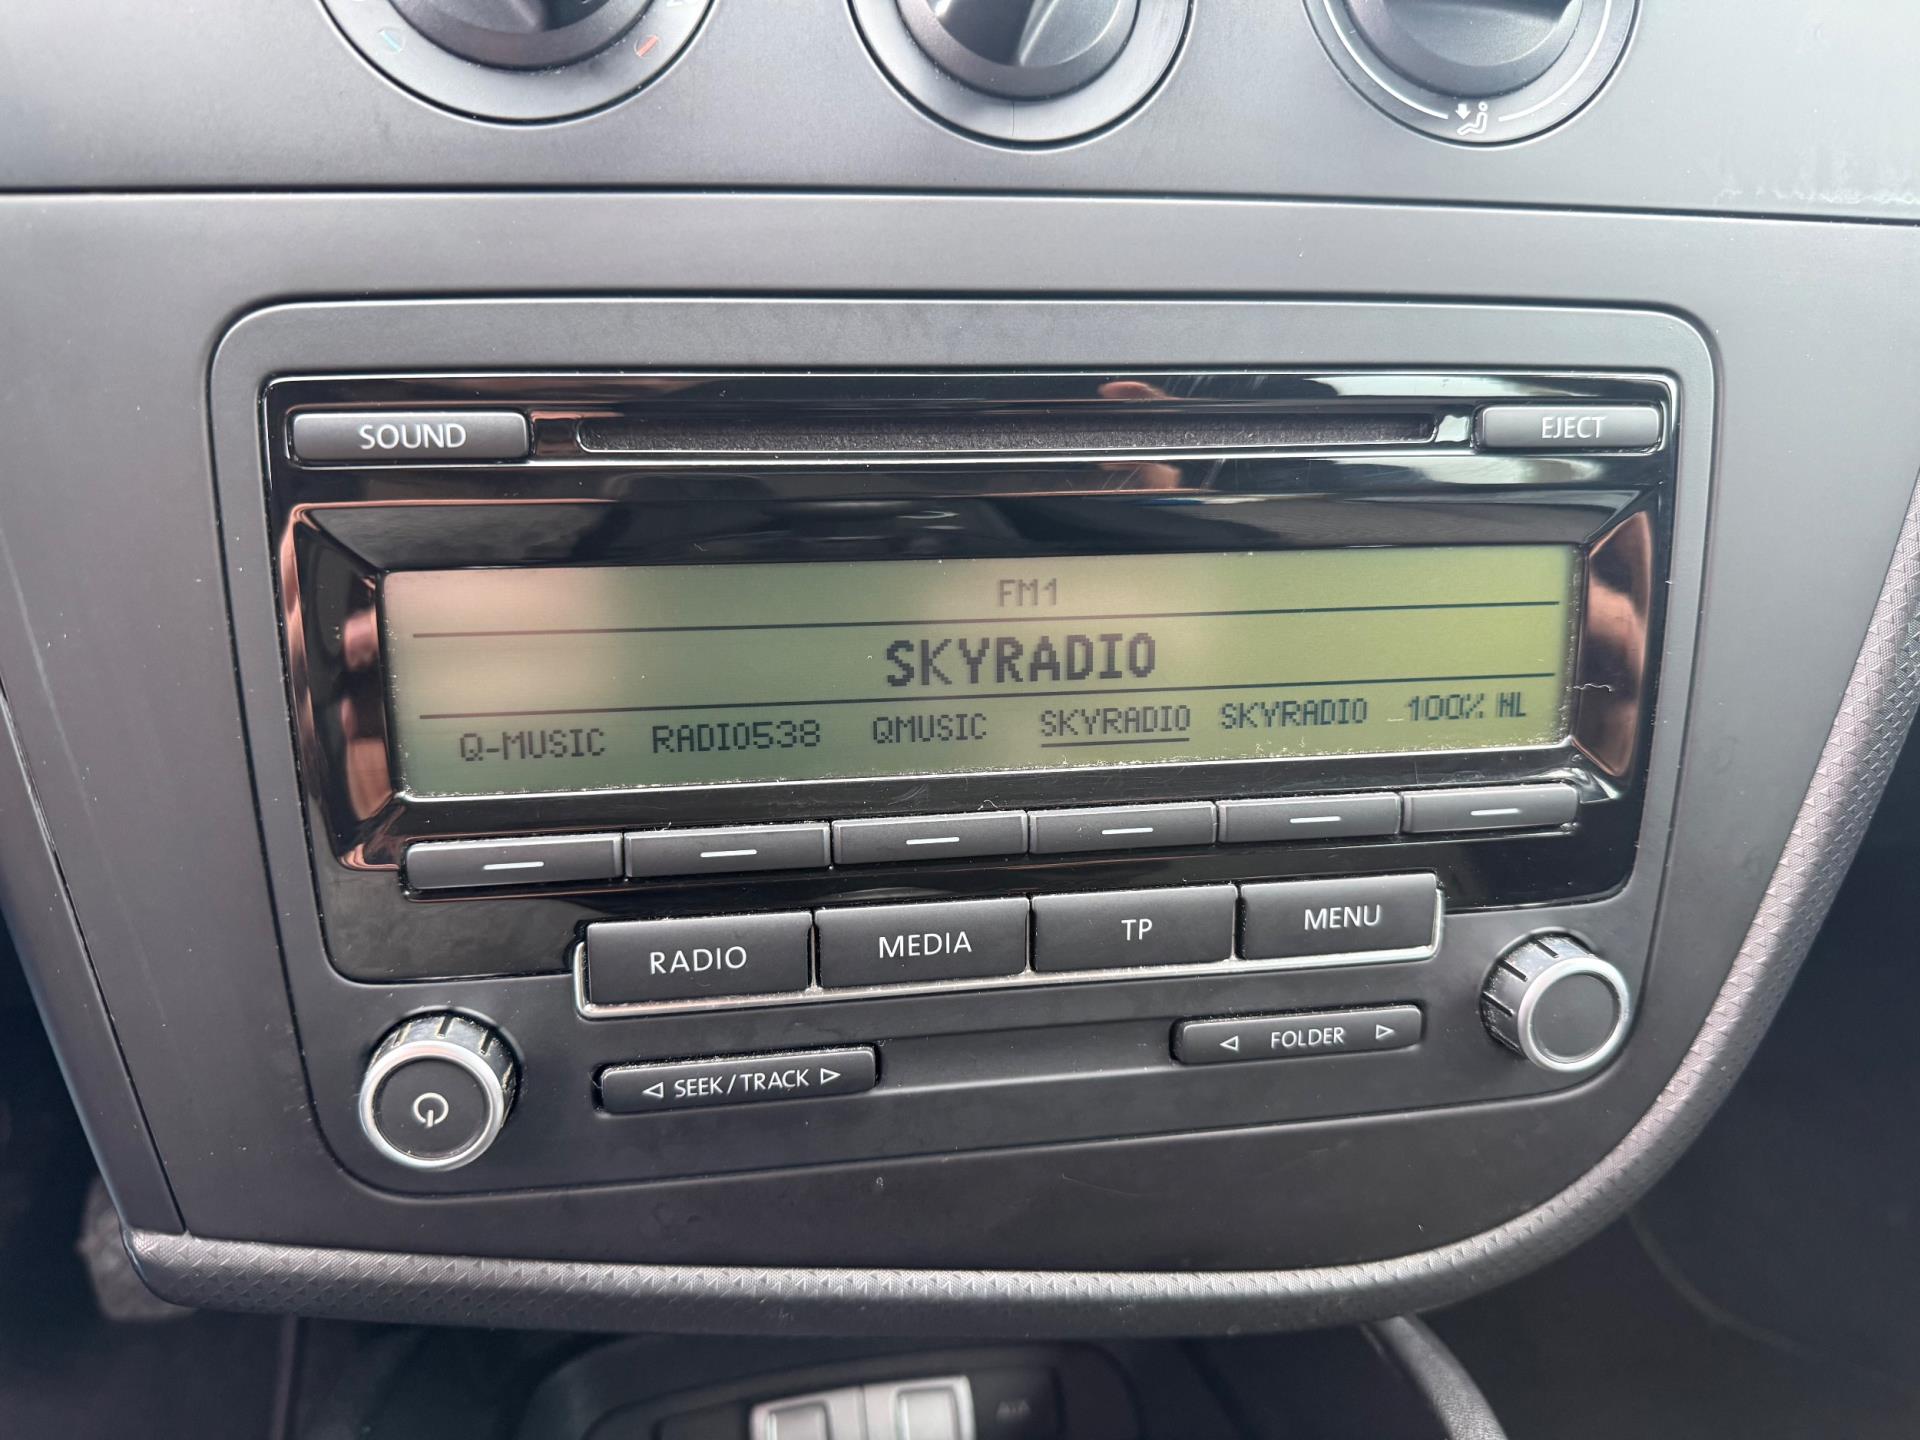 SOUND EJECT
FM1
SKYRADIO
Q-MUSIC RADIO538 QMUSIC SKYRADIO SKYRADIO 100% NL
RADIO MEDIA TP MENU
◁ SEEK/TRACK ▷ ◁ FOLDER ▷